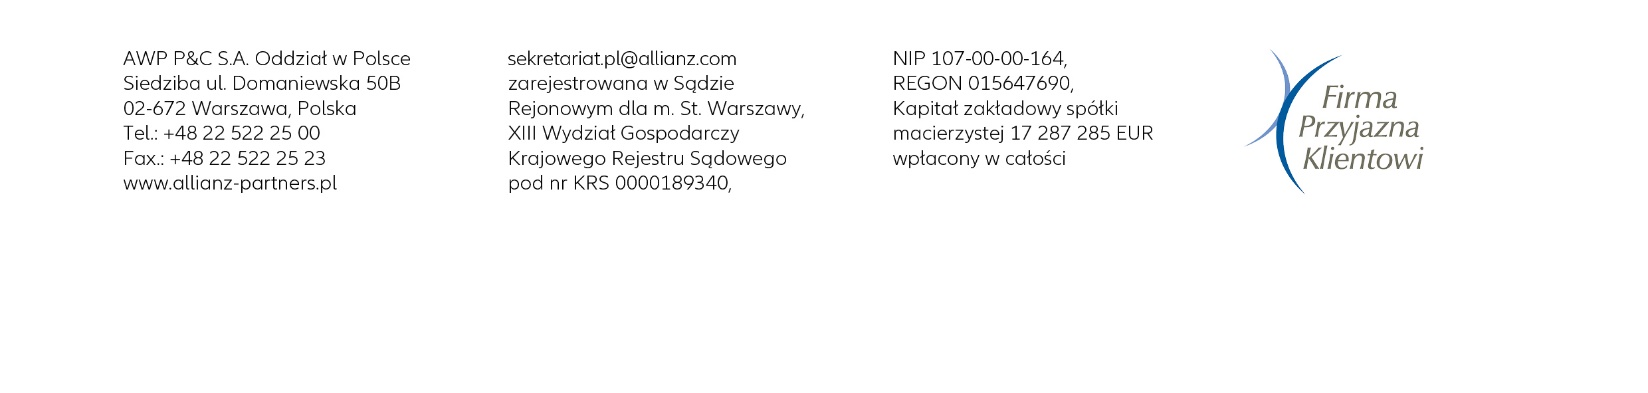 AWP P&C S.A. Oddział w Polsce
Siedziba ul. Domaniewska 50B
02-672 Warszawa, Polska
Tel.: +48 22 522 25 00
Fax.: +48 22 522 25 23
www.allianz-partners.pl
sekretariat.pl@allianz.com
zarejestrowana w Sądzie
Rejonowym dla m. St. Warszawy,
XIII Wydział Gospodarczy
Krajowego Rejestru Sądowego
pod nr KRS 0000189340,
NIP 107-00-00-164,
REGON 015647690,
Kapitał zakładowy spółki
macierzystej 17 287 285 EUR
wpłacony w całości
Firma
Przyjazna
Klientowi